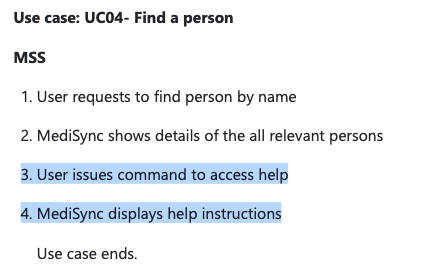 Use case: UC04- Find a person
MSS
1. User requests to find person by name
2. MediSync shows details of the all relevant persons
3. User issues command to access help
4. MediSync displays help instructions
Use case ends.